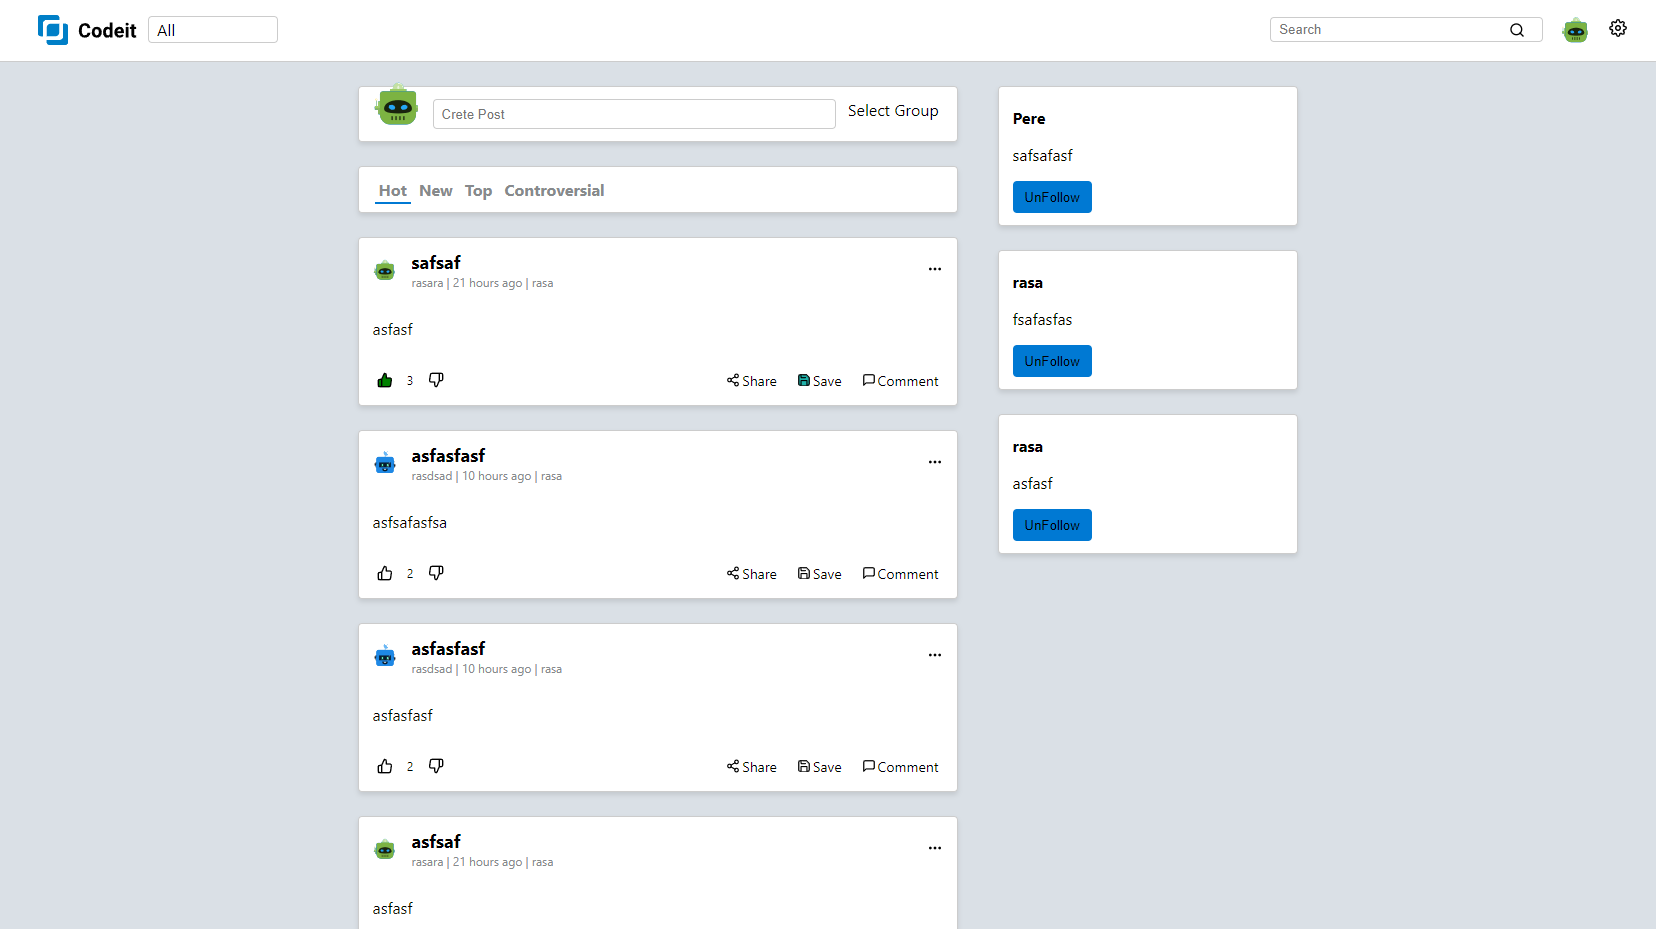 Codeit
All
Search
Crete Post
Select Group
Hot New Top Controversial
safsaf
rasara | 21 hours ago | rasa
asfasf
3
Share Save Comment
asfasfasf
rasdsad | 10 hours ago | rasa
asfsafasfsa
2
Share Save Comment
asfasfasf
rasdsad | 10 hours ago | rasa
asfasfasf
2
Share Save Comment
asfsaf
rasara | 21 hours ago | rasa
asfasf
Pere
safsafasf
UnFollow
rasa
fsafasfas
UnFollow
rasa
asfasf
UnFollow